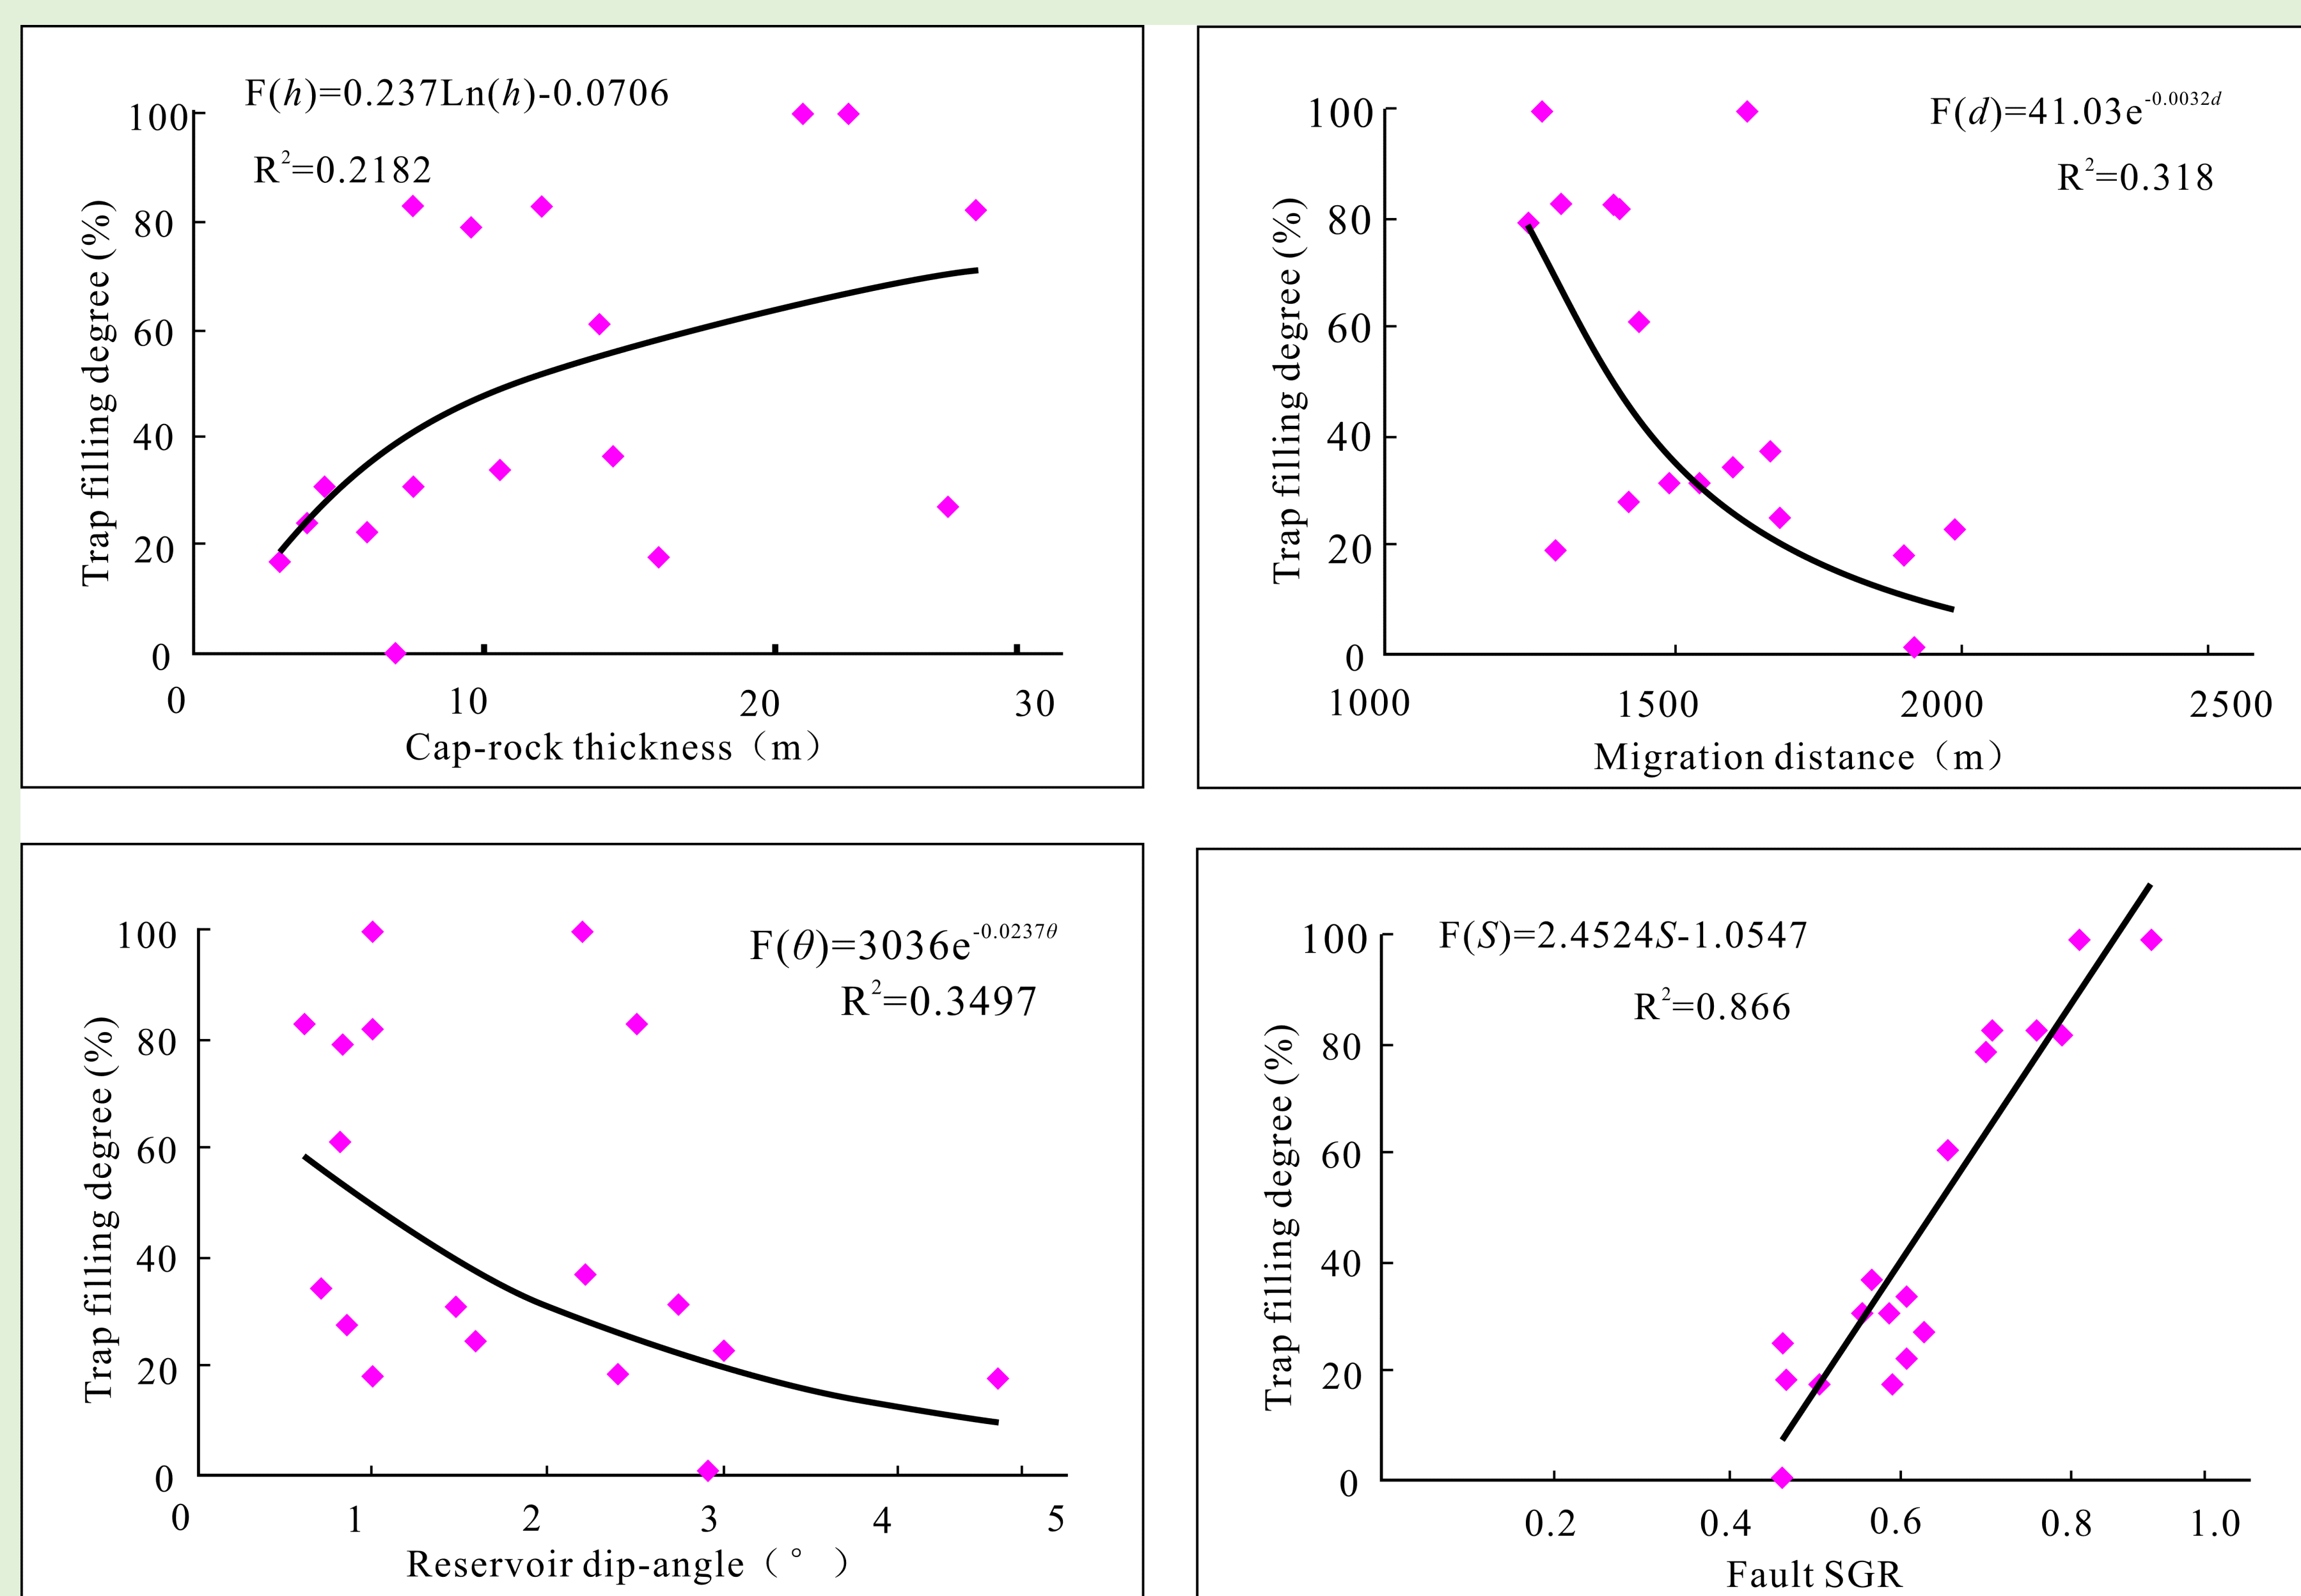 F(h)=0.237Ln(h)-0.0706
R²=0.2182
Trap filling degree (%)
100
80
60
40
20
0
0 10 20 30
Cap-rock thickness（m）
F(d)=41.03e^-0.0032d
R²=0.318
Trap filling degree (%)
100
80
60
40
20
0
1000 1500 2000 2500
Migration distance（m）
F(θ)=3036e^-0.0237θ
R²=0.3497
Trap filling degree (%)
100
80
60
40
20
0
0 1 2 3 4 5
Reservoir dip-angle（ ° ）
F(S)=2.4524S-1.0547
R²=0.866
Trap filling degree (%)
100
80
60
40
20
0
0.2 0.4 0.6 0.8 1.0
Fault SGR